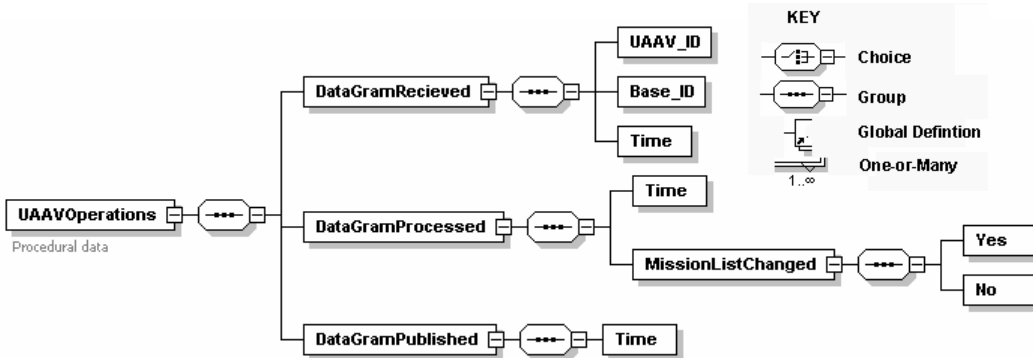 KEY
Choice
Group
Global Defintion
One-or-Many
1..∞
UAAV_ID
DataGramRecieved
Base_ID
Time
UAAVOperations
Procedural data
DataGramProcessed
Time
MissionListChanged
Yes
No
DataGramPublished
Time